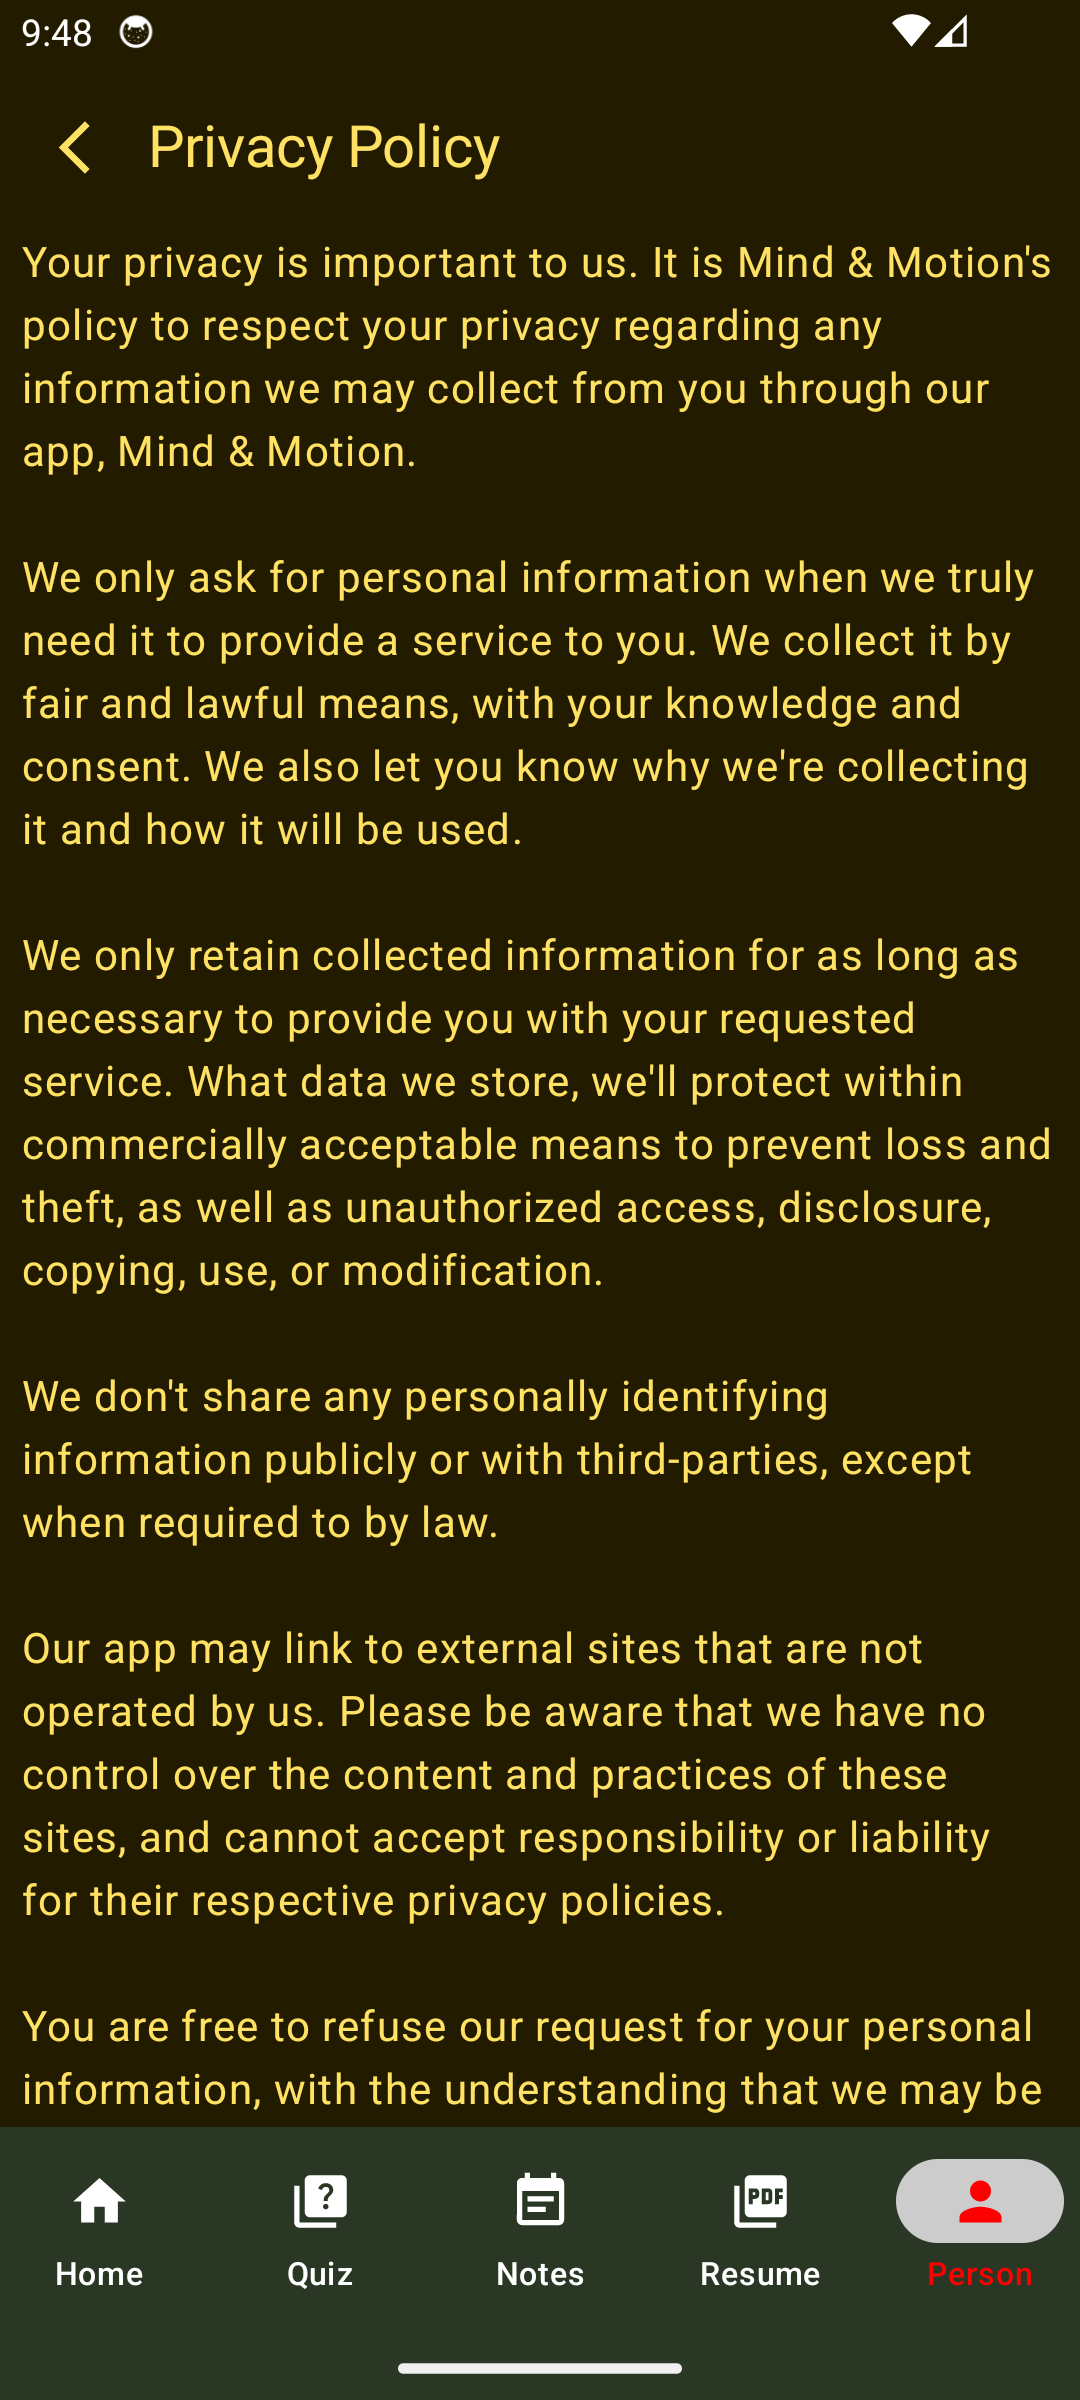 9:48
Privacy Policy
Your privacy is important to us. It is Mind & Motion's
policy to respect your privacy regarding any
information we may collect from you through our
app, Mind & Motion.
We only ask for personal information when we truly
need it to provide a service to you. We collect it by
fair and lawful means, with your knowledge and
consent. We also let you know why we're collecting
it and how it will be used.
We only retain collected information for as long as
necessary to provide you with your requested
service. What data we store, we'll protect within
commercially acceptable means to prevent loss and
theft, as well as unauthorized access, disclosure,
copying, use, or modification.
We don't share any personally identifying
information publicly or with third-parties, except
when required to by law.
Our app may link to external sites that are not
operated by us. Please be aware that we have no
control over the content and practices of these
sites, and cannot accept responsibility or liability
for their respective privacy policies.
You are free to refuse our request for your personal
information, with the understanding that we may be
?
PDF
Home Quiz Notes Resume Person